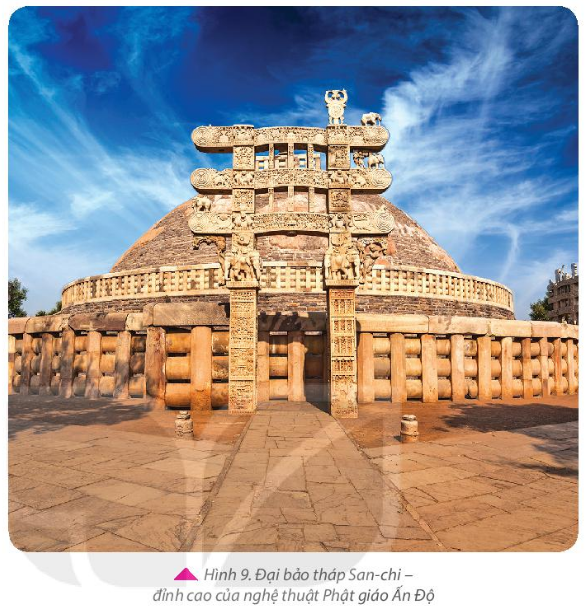 Hình 9. Đại bảo tháp San-chi –
đỉnh cao của nghệ thuật Phật giáo Ấn Độ